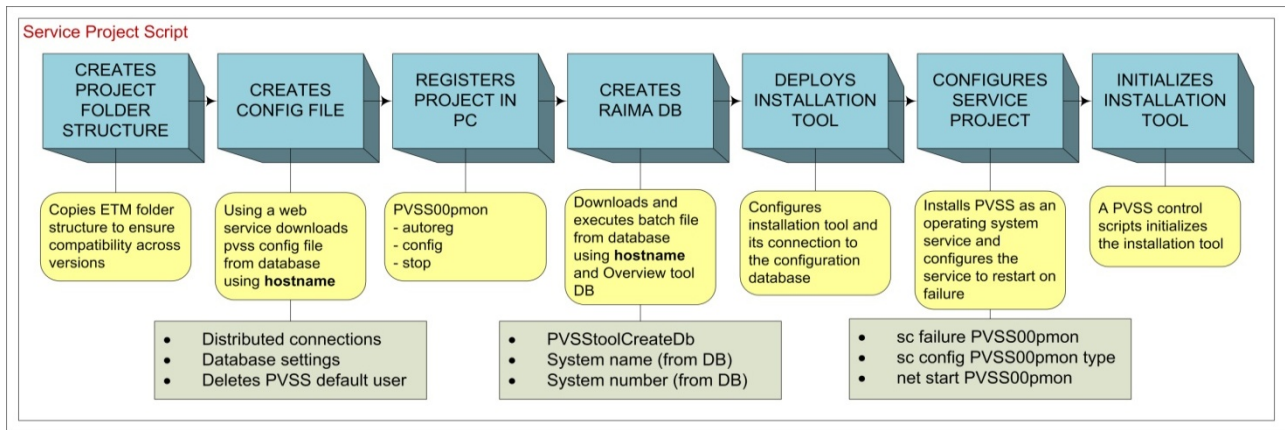 Service Project Script
CREATES
PROJECT
FOLDER
STRUCTURE
CREATES
CONFIG FILE
REGISTERS
PROJECT IN
PC
CREATES
RAIMA DB
DEPLOYS
INSTALLATION
TOOL
CONFIGURES
SERVICE
PROJECT
INITIALIZES
INSTALLATION
TOOL
Copies ETM folder
structure to ensure
compatibility across
versions
Using a web
service downloads
pvss config file
from database
using hostname
PVSS00pmon
- autoreg
- config
- stop
Downloads and
executes batch file
from database
using hostname
and Overview tool
DB
Configures
installation tool and
its connection to
the configuration
database
Installs PVSS as an
operating system
service and
configures the
service to restart on
failure
A PVSS control
scripts initializes
the installation tool
• Distributed connections
• Database settings
• Deletes PVSS default user
• PVSStoolCreateDb
• System name (from DB)
• System number (from DB)
• sc failure PVSS00pmon
• sc config PVSS00pmon type
• net start PVSS00pmon